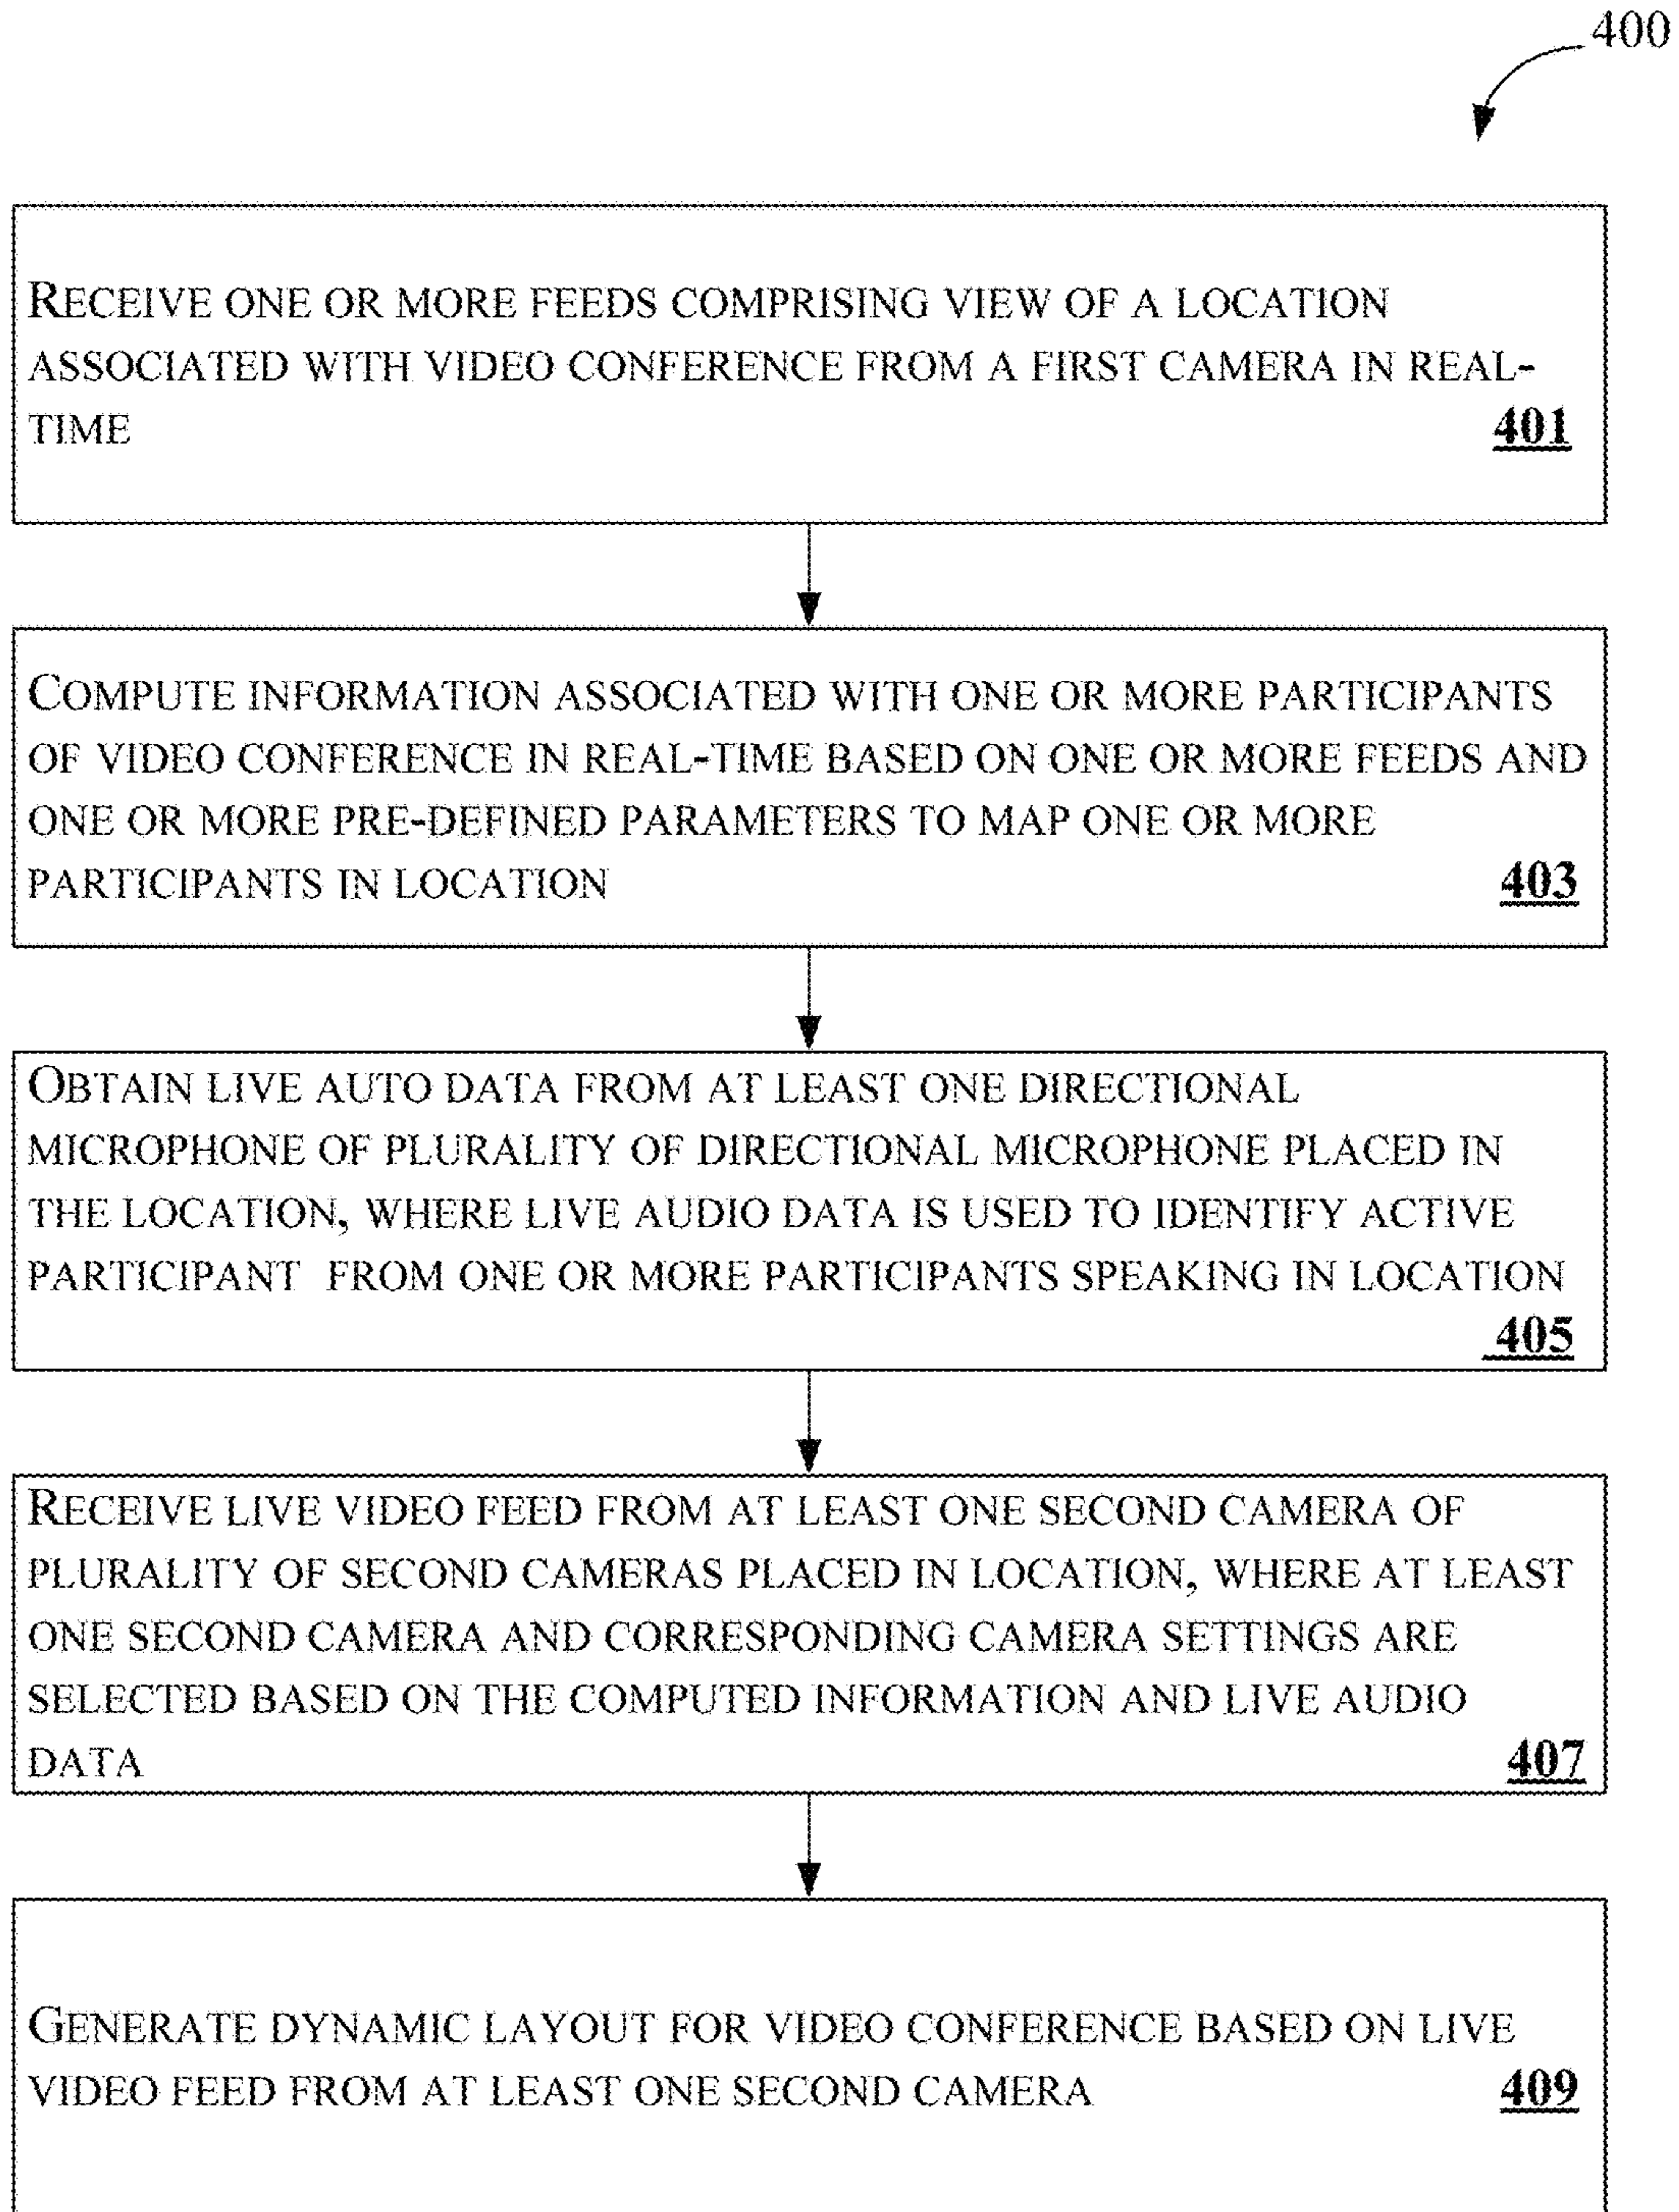 400
RECEIVE ONE OR MORE FEEDS COMPRISING VIEW OF A LOCATION
ASSOCIATED WITH VIDEO CONFERENCE FROM A FIRST CAMERA IN REAL-
TIME 401
COMPUTE INFORMATION ASSOCIATED WITH ONE OR MORE PARTICIPANTS
OF VIDEO CONFERENCE IN REAL-TIME BASED ON ONE OR MORE FEEDS AND
ONE OR MORE PRE-DEFINED PARAMETERS TO MAP ONE OR MORE
PARTICIPANTS IN LOCATION 403
OBTAIN LIVE AUTO DATA FROM AT LEAST ONE DIRECTIONAL
MICROPHONE OF PLURALITY OF DIRECTIONAL MICROPHONE PLACED IN
THE LOCATION, WHERE LIVE AUDIO DATA IS USED TO IDENTIFY ACTIVE
PARTICIPANT FROM ONE OR MORE PARTICIPANTS SPEAKING IN LOCATION
405
RECEIVE LIVE VIDEO FEED FROM AT LEAST ONE SECOND CAMERA OF
PLURALITY OF SECOND CAMERAS PLACED IN LOCATION, WHERE AT LEAST
ONE SECOND CAMERA AND CORRESPONDING CAMERA SETTINGS ARE
SELECTED BASED ON THE COMPUTED INFORMATION AND LIVE AUDIO
DATA 407
GENERATE DYNAMIC LAYOUT FOR VIDEO CONFERENCE BASED ON LIVE
VIDEO FEED FROM AT LEAST ONE SECOND CAMERA 409